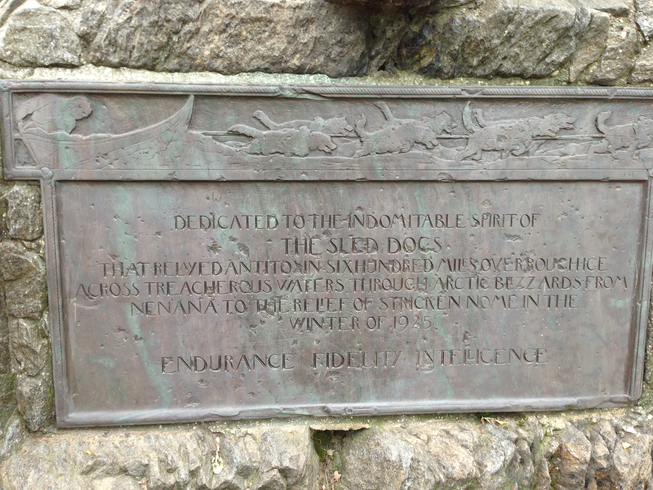 DEDICATED TO THE INDOMITABLE SPIRIT OF
THE SLED DOGS
THAT RELAYED ANTITOXIN SIX HUNDRED MILES OVER ROUGH ICE
ACROSS TREACHEROUS WATERS THROUGH ARCTIC BLIZZARDS FROM
NENANA TO THE RELIEF OF STRICKEN NOME IN THE
WINTER OF 1925
ENDURANCE FIDELITY INTELLIGENCE